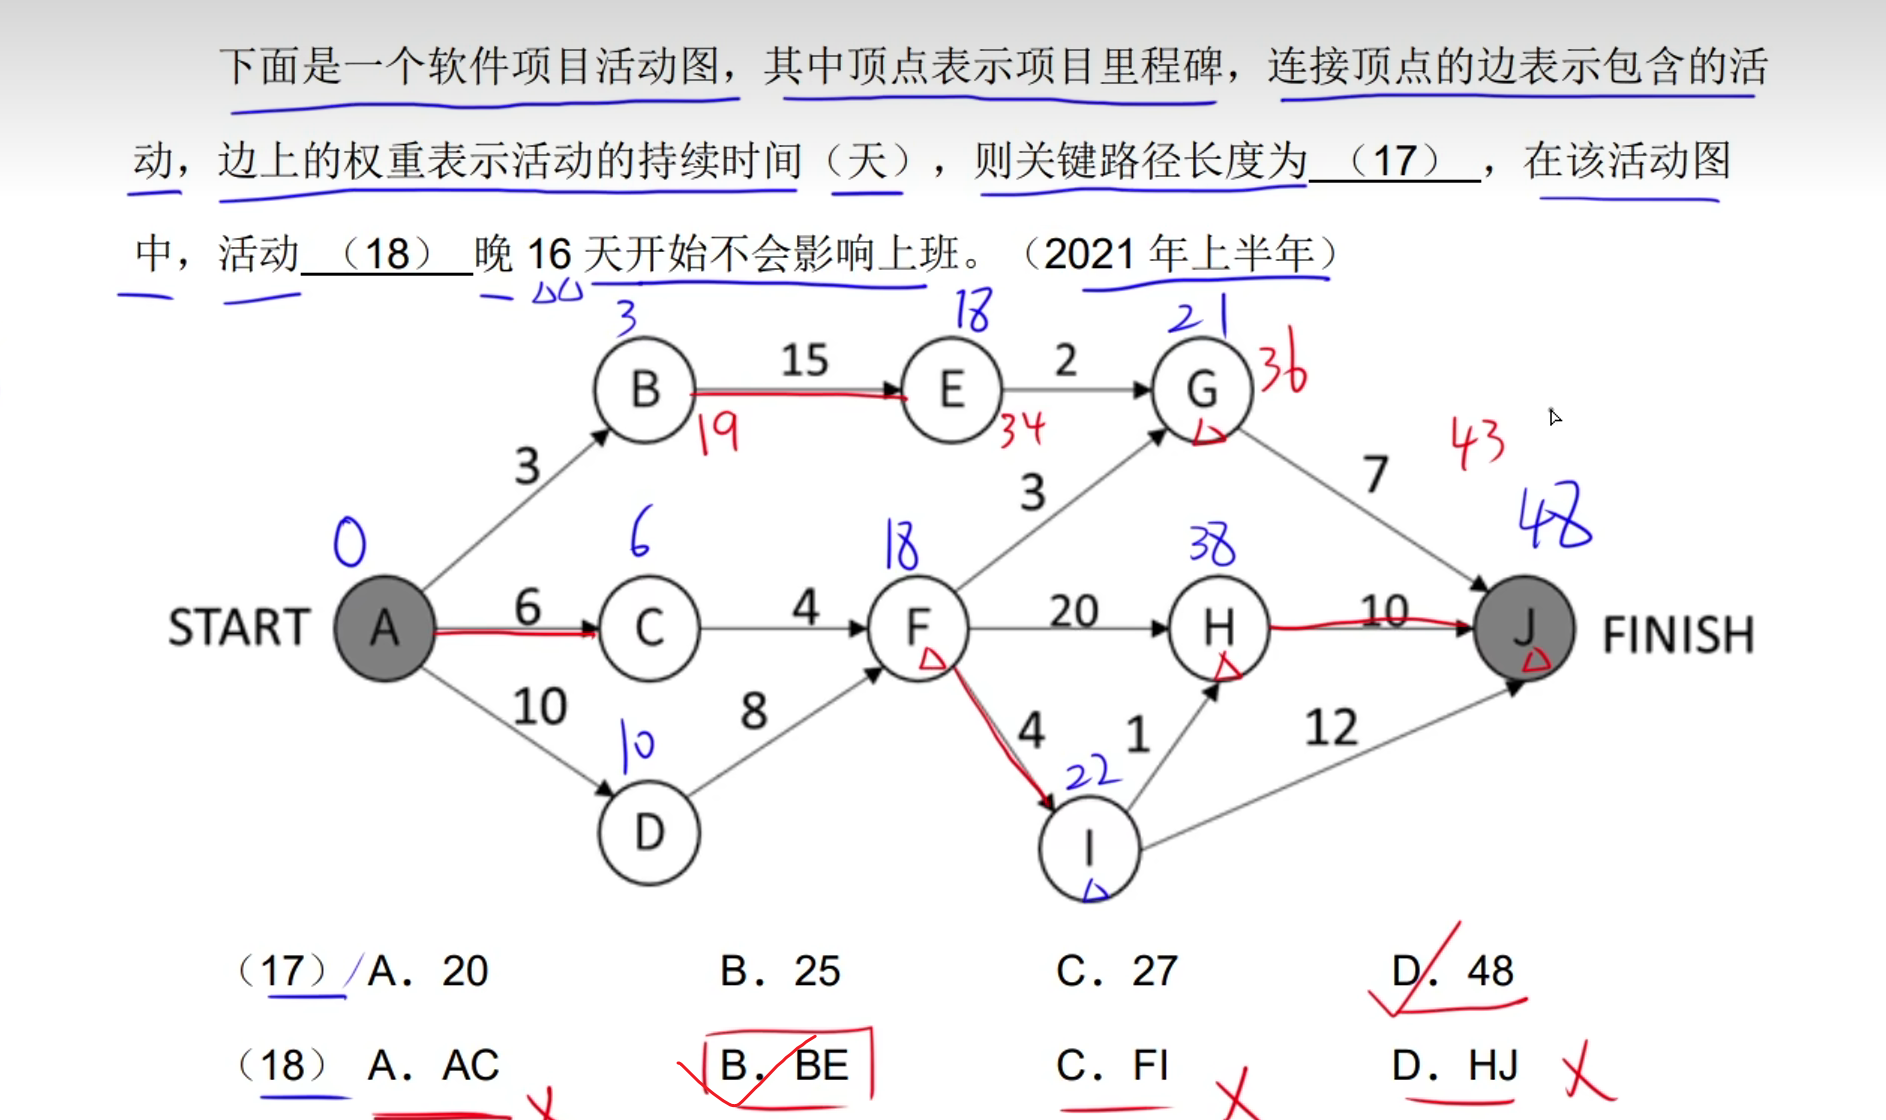 下面是一个软件项目活动图，其中顶点表示项目里程碑，连接顶点的边表示包含的活
动，边上的权重表示活动的持续时间（天），则关键路径长度为（17），在该活动图
中，活动（18）晚 16 天开始不会影响上班。（2021 年上半年）
3 18 21
B 15 E 2 G 36
19 34
3 3 7 43
0 6 18 38 48
START A 6 C 4 F 20 H 10 J FINISH
10 8 4 1 12
10 22
D I
（17） A．20 B．25 C．27 D．48
（18） A．AC B．BE C．FI D．HJ